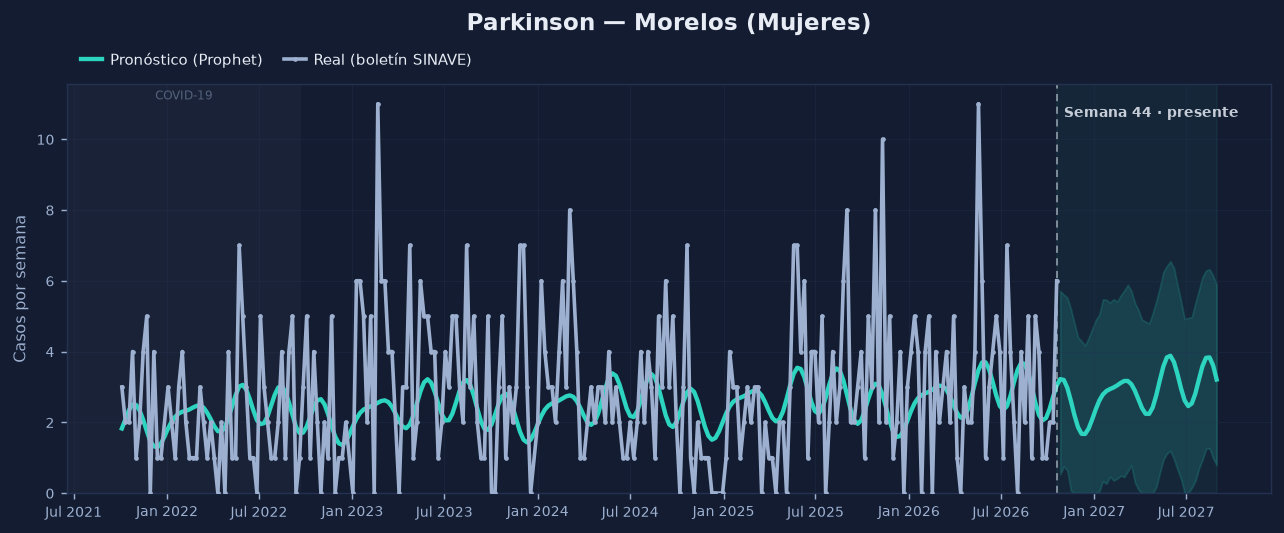 Parkinson — Morelos (Mujeres)
Pronóstico (Prophet)
Real (boletín SINAVE)
COVID-19
Semana 44 · presente
Casos por semana
10
8
6
4
2
0
Jul 2021
Jan 2022
Jul 2022
Jan 2023
Jul 2023
Jan 2024
Jul 2024
Jan 2025
Jul 2025
Jan 2026
Jul 2026
Jan 2027
Jul 2027